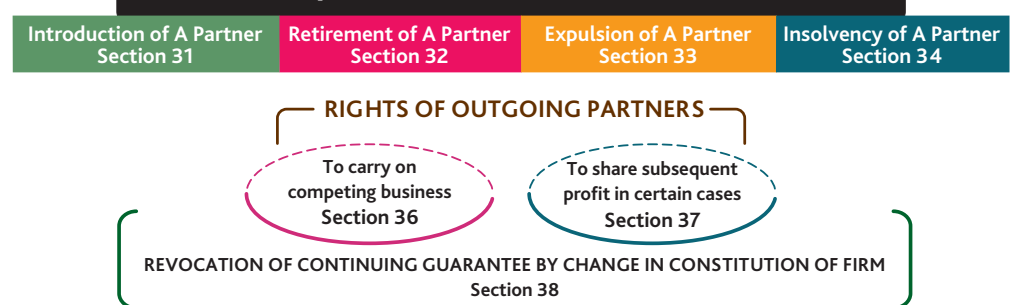 Introduction of A Partner
Section 31
Retirement of A Partner
Section 32
Expulsion of A Partner
Section 33
Insolvency of A Partner
Section 34
RIGHTS OF OUTGOING PARTNERS
To carry on
competing business
Section 36
To share subsequent
profit in certain cases
Section 37
REVOCATION OF CONTINUING GUARANTEE BY CHANGE IN CONSTITUTION OF FIRM
Section 38